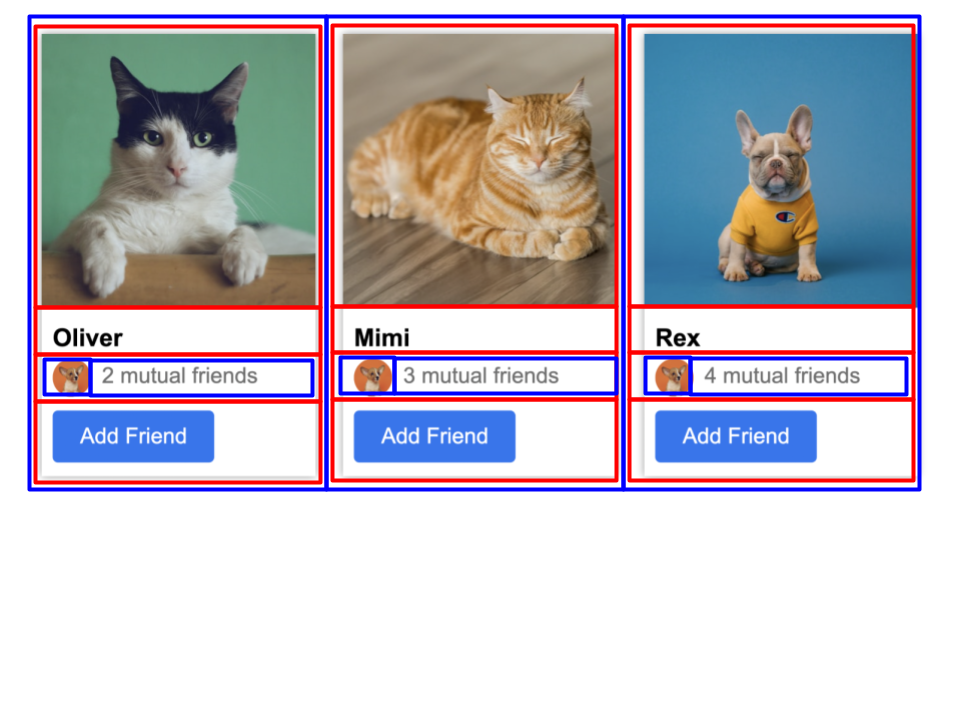 Oliver
2 mutual friends
Add Friend
Mimi
3 mutual friends
Add Friend
Rex
4 mutual friends
Add Friend